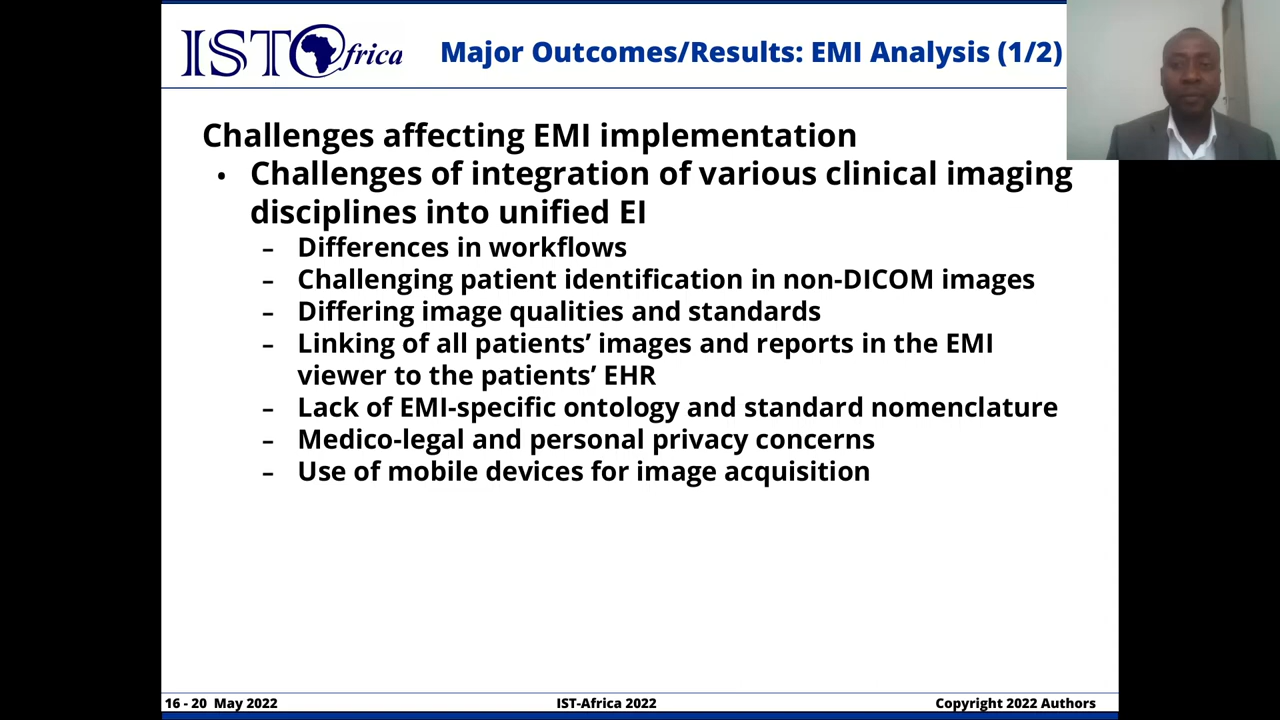 IST Africa
Major Outcomes/Results: EMI Analysis (1/2)
Challenges affecting EMI implementation
• Challenges of integration of various clinical imaging
disciplines into unified EI
– Differences in workflows
– Challenging patient identification in non-DICOM images
– Differing image qualities and standards
– Linking of all patients’ images and reports in the EMI
viewer to the patients’ EHR
– Lack of EMI-specific ontology and standard nomenclature
– Medico-legal and personal privacy concerns
– Use of mobile devices for image acquisition
16 - 20 May 2022
IST-Africa 2022
Copyright 2022 Authors